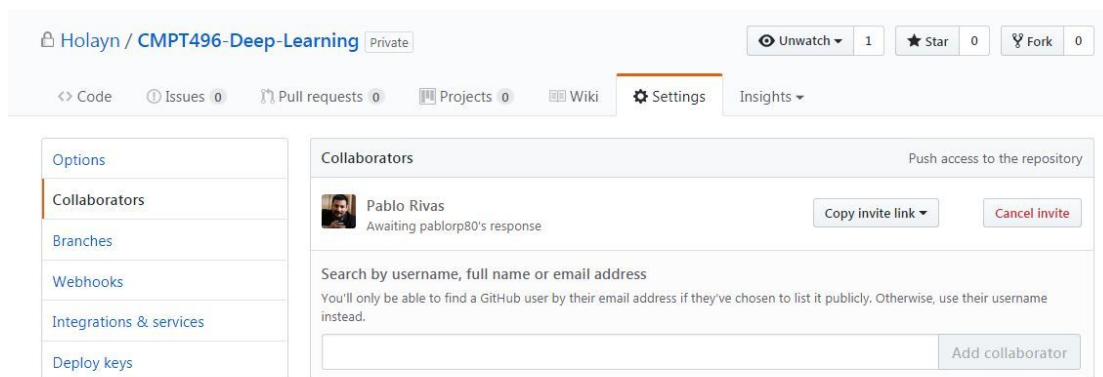 Holayn / CMPT496-Deep-Learning Private
Unwatch 1 Star 0 Fork 0
<> Code Issues 0 Pull requests 0 Projects 0 Wiki Settings Insights
Options
Collaborators
Branches
Webhooks
Integrations & services
Deploy keys
Collaborators Push access to the repository
Pablo Rivas
Awaiting pablorp80's response
Copy invite link Cancel invite
Search by username, full name or email address
You'll only be able to find a GitHub user by their email address if they've chosen to list it publicly. Otherwise, use their username
instead.
Add collaborator